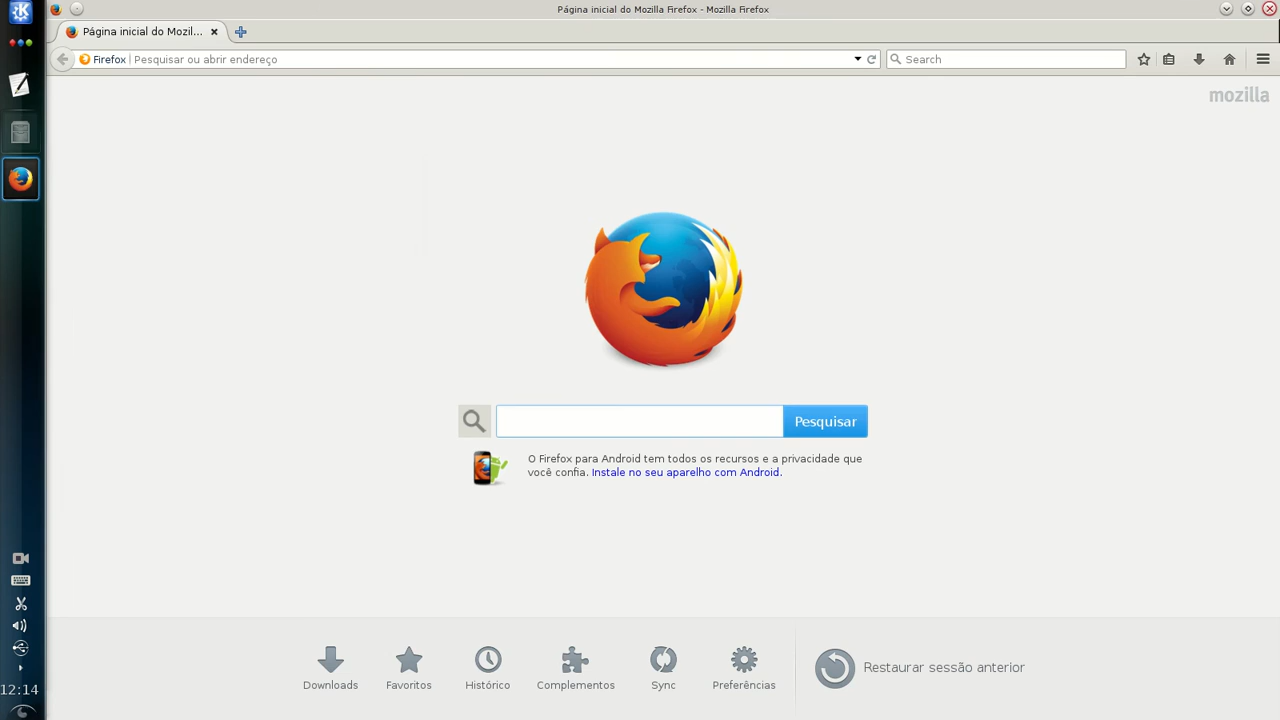 Página inicial do Mozilla Firefox - Mozilla Firefox
Página inicial do Mozil...
Firefox
Pesquisar ou abrir endereço
Search
mozilla
Pesquisar
O Firefox para Android tem todos os recursos e a privacidade que
você confia. Instale no seu aparelho com Android.
Downloads
Favoritos
Histórico
Complementos
Sync
Preferências
Restaurar sessão anterior
12:14